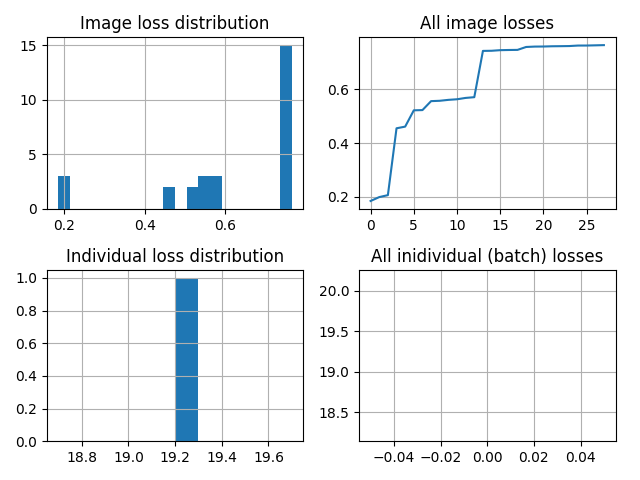 Image loss distribution
15
10
5
0
0.2 0.4 0.6
All image losses
0.6
0.4
0.2
0 5 10 15 20 25
Individual loss distribution
1.0
0.8
0.6
0.4
0.2
0.0
18.8 19.0 19.2 19.4 19.6
All inidividual (batch) losses
20.0
19.5
19.0
18.5
−0.04 −0.02 0.00 0.02 0.04